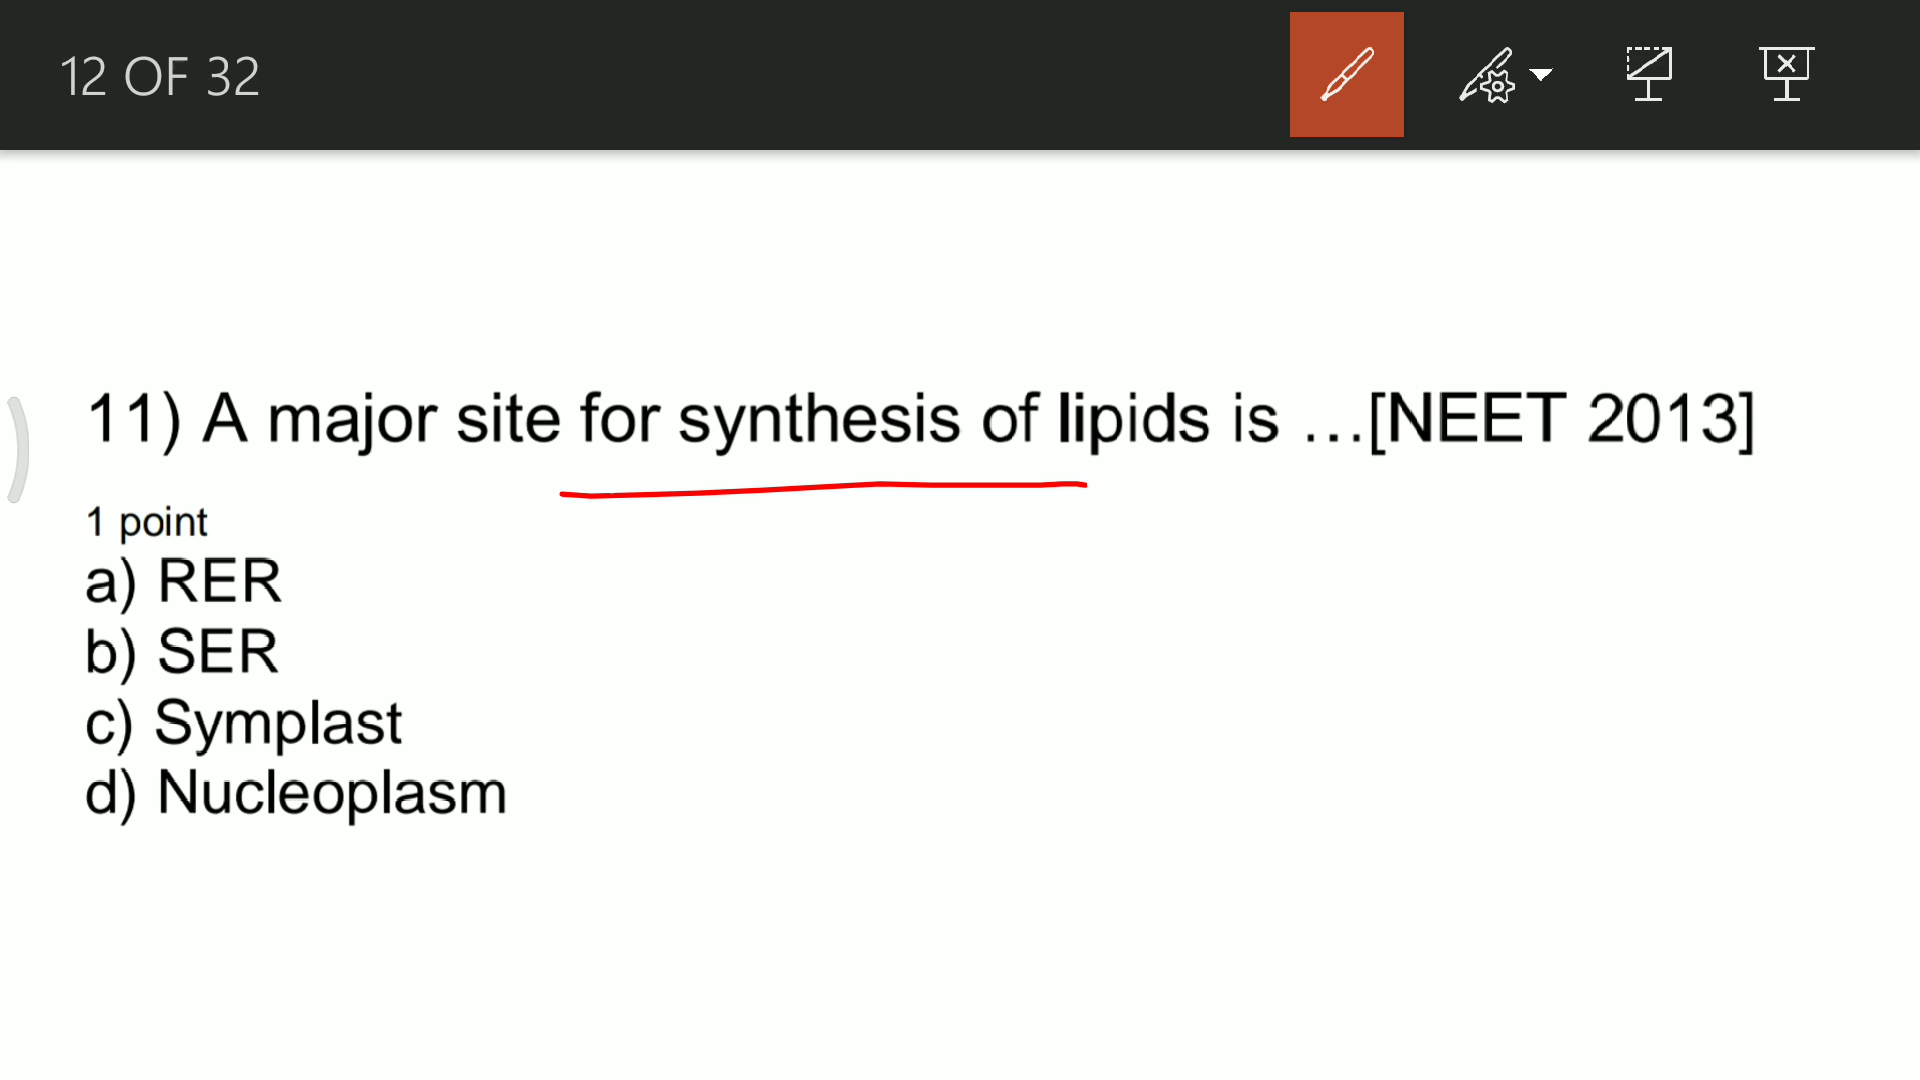 12 OF 32
11) A major site for synthesis of lipids is ...[NEET 2013]
1 point
a) RER
b) SER
c) Symplast
d) Nucleoplasm